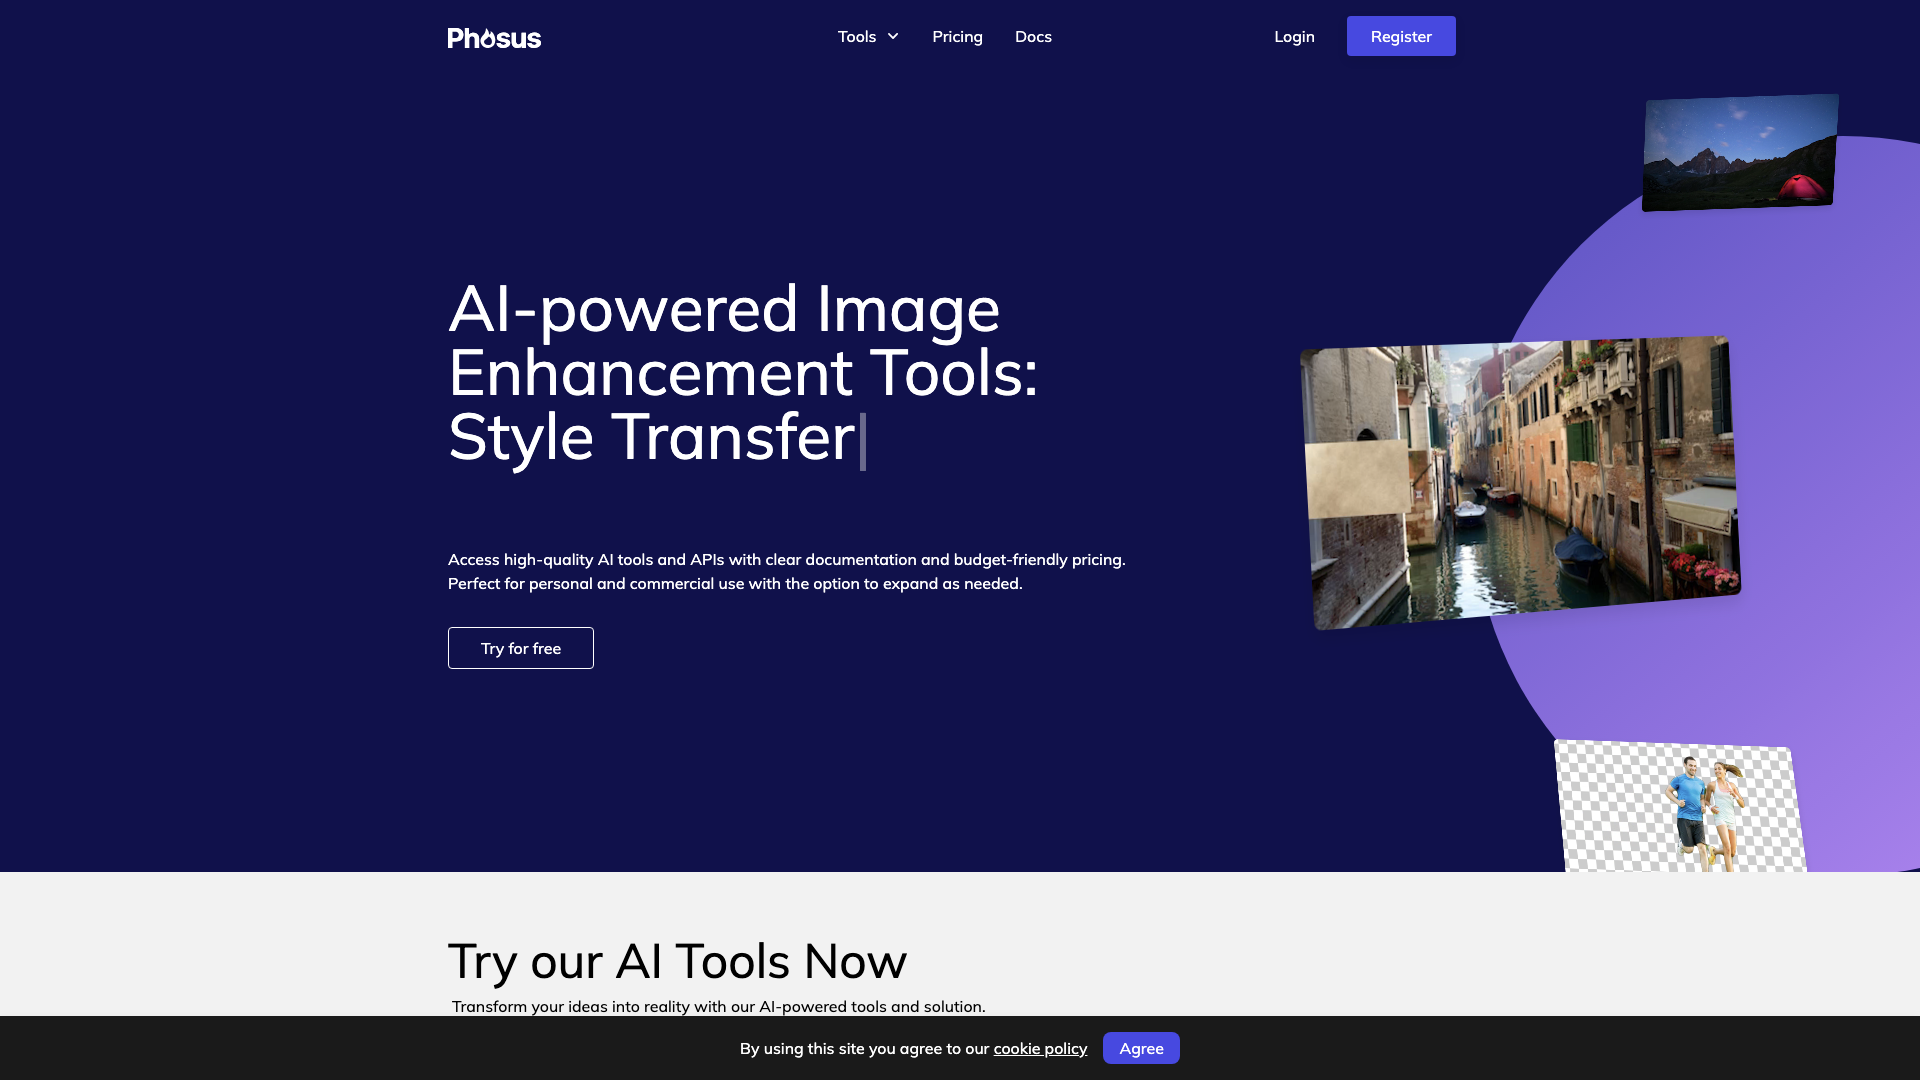 Phosus
Tools
Pricing
Docs
Login
Register
AI-powered Image
Enhancement Tools:
Style Transfer|
Access high-quality AI tools and APIs with clear documentation and budget-friendly pricing.
Perfect for personal and commercial use with the option to expand as needed.
Try for free
Try our AI Tools Now
Transform your ideas into reality with our AI-powered tools and solution.
By using this site you agree to our cookie policy
Agree